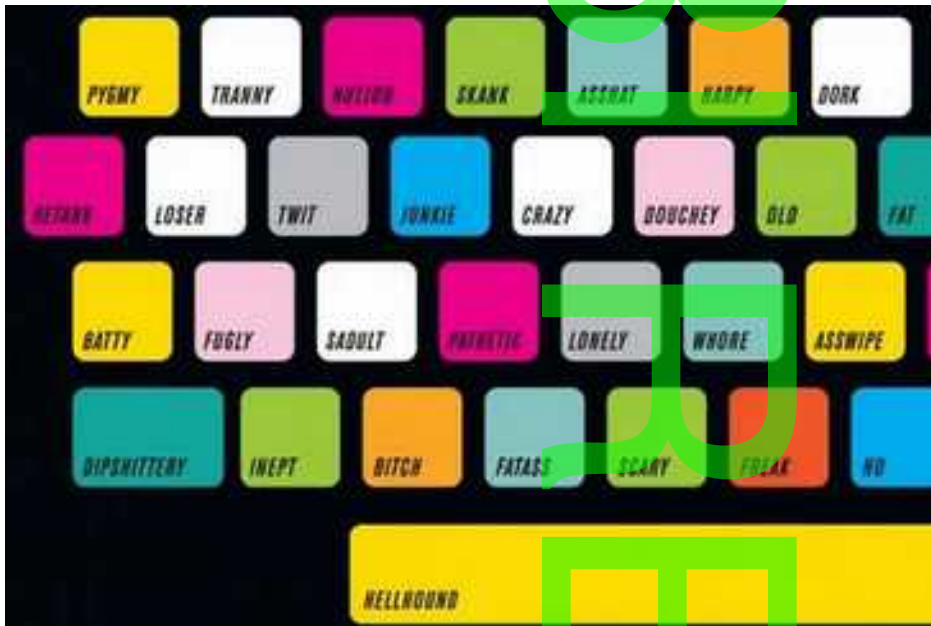 PYGMY TRANNY SKANK ASSHAT HARPY DORK
RETARD LOSER TWIT JUNKIE CRAZY DOUCHEY OLD FAT
BATTY FUGLY SADULT PATHETIC LONELY WHORE ASSWIPE
DIPSHITTERY INEPT BITCH FATASS SCARY FREAK NO
HELLHOUND